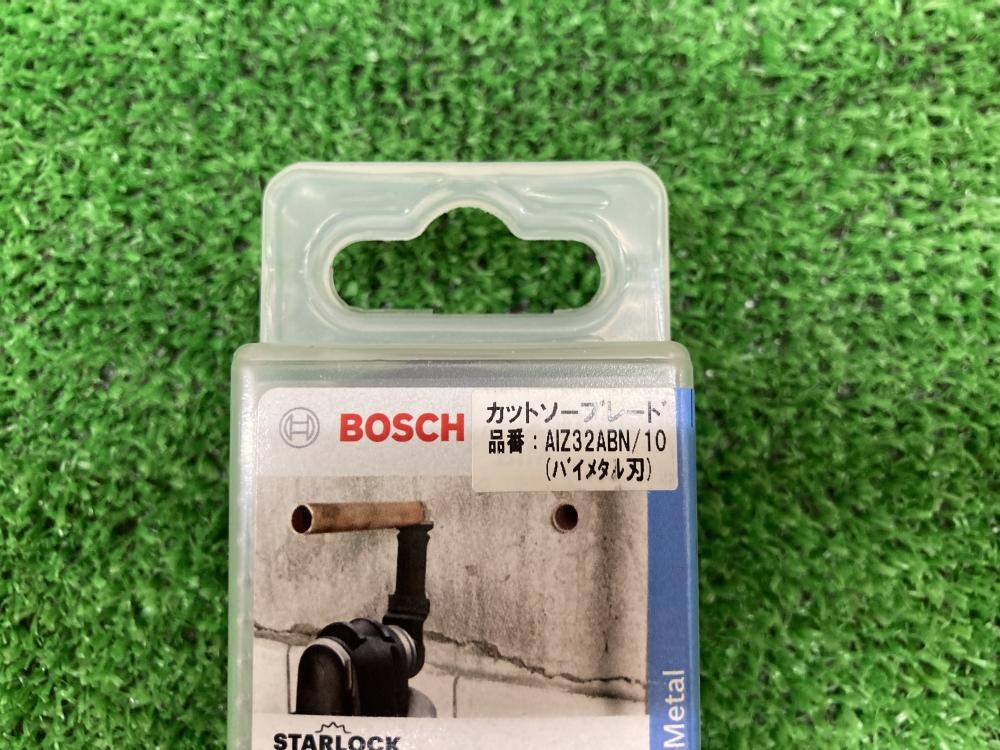 BOSCH
カットソーブレード
品番：AIZ32ABN/10
(バイメタル刃)
Metal
STARLOCK